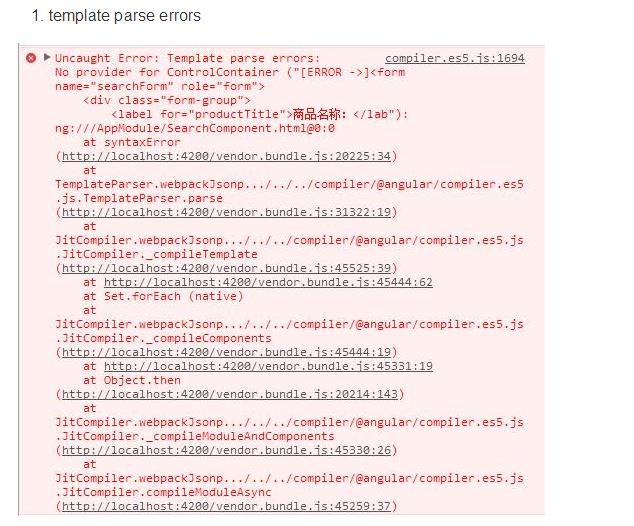 1. template parse errors
Uncaught Error: Template parse errors: compiler.es5.js:1694
No provider for ControlContainer ("[ERROR ->]<form
name="searchForm" role="form">
<div class="form-group">
<label for="productTitle">商品名称：</lab"):
ng:///AppModule/SearchComponent.html@0:0
at syntaxError
(http://localhost:4200/vendor.bundle.js:20225:34)
at
TemplateParser.webpackJsonp.../../../compiler/@angular/compiler.es5
.js.TemplateParser.parse
(http://localhost:4200/vendor.bundle.js:31322:19)
at
JitCompiler.webpackJsonp.../../../compiler/@angular/compiler.es5.js
.JitCompiler._compileTemplate
(http://localhost:4200/vendor.bundle.js:45525:39)
at http://localhost:4200/vendor.bundle.js:45444:62
at Set.forEach (native)
at
JitCompiler.webpackJsonp.../../../compiler/@angular/compiler.es5.js
.JitCompiler._compileComponents
(http://localhost:4200/vendor.bundle.js:45444:19)
at http://localhost:4200/vendor.bundle.js:45331:19
at Object.then
(http://localhost:4200/vendor.bundle.js:20214:143)
at
JitCompiler.webpackJsonp.../../../compiler/@angular/compiler.es5.js
.JitCompiler._compileModuleAndComponents
(http://localhost:4200/vendor.bundle.js:45330:26)
at
JitCompiler.webpackJsonp.../../../compiler/@angular/compiler.es5.js
.JitCompiler.compileModuleAsync
(http://localhost:4200/vendor.bundle.js:45259:37)